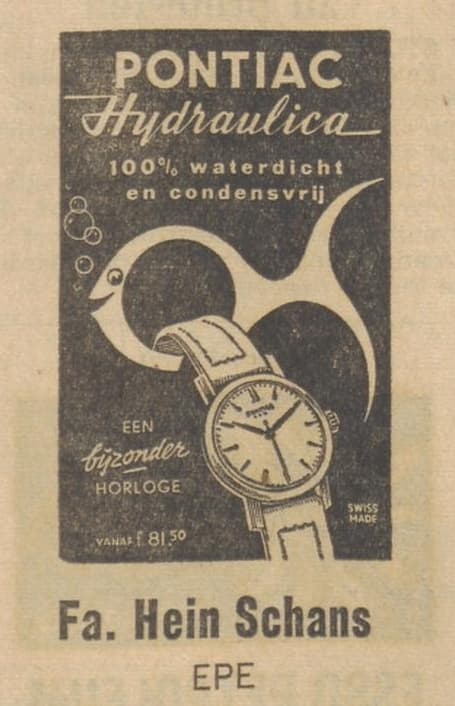 PONTIAC
Hydraulica
100% waterdicht
en condensvrij
EEN
bijzonder
HORLOGE
VANAF f. 81.50
SWISS
MADE
Fa. Hein Schans
EPE